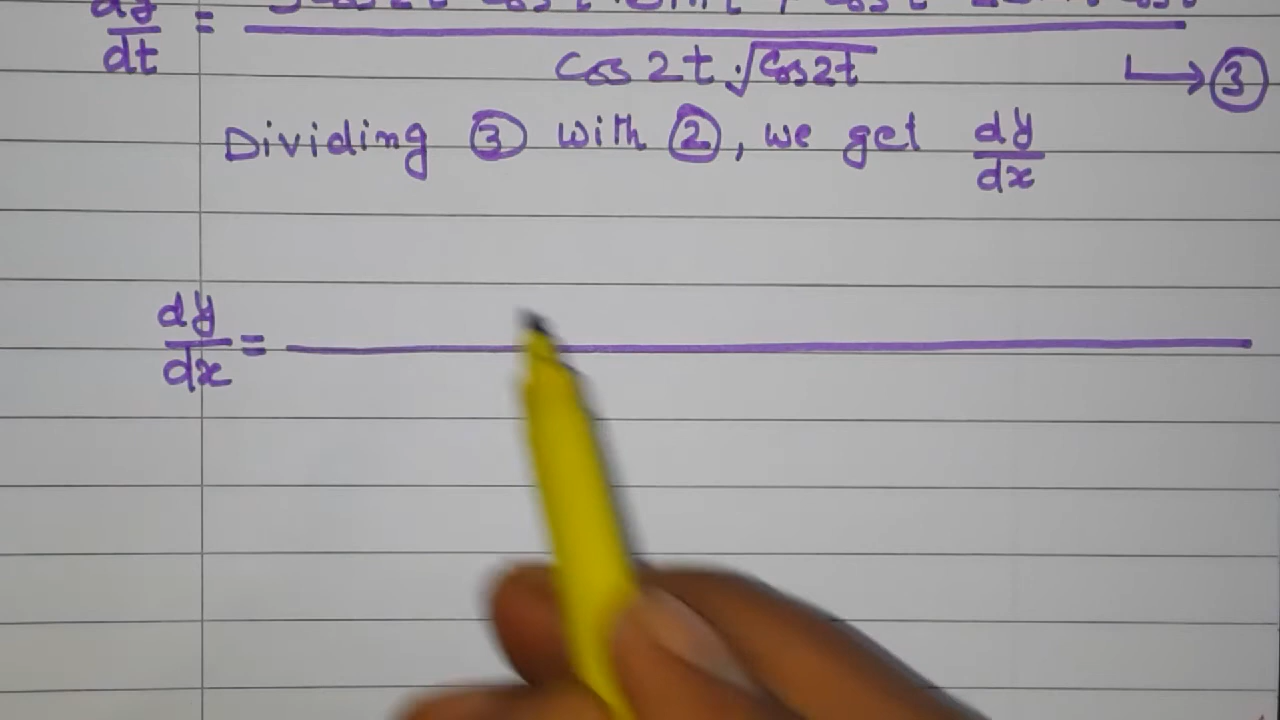 dy/dt =
cos 2t . √cos2t ↳ ③
Dividing ③ with ②, we get dy/dx
dy/dx =